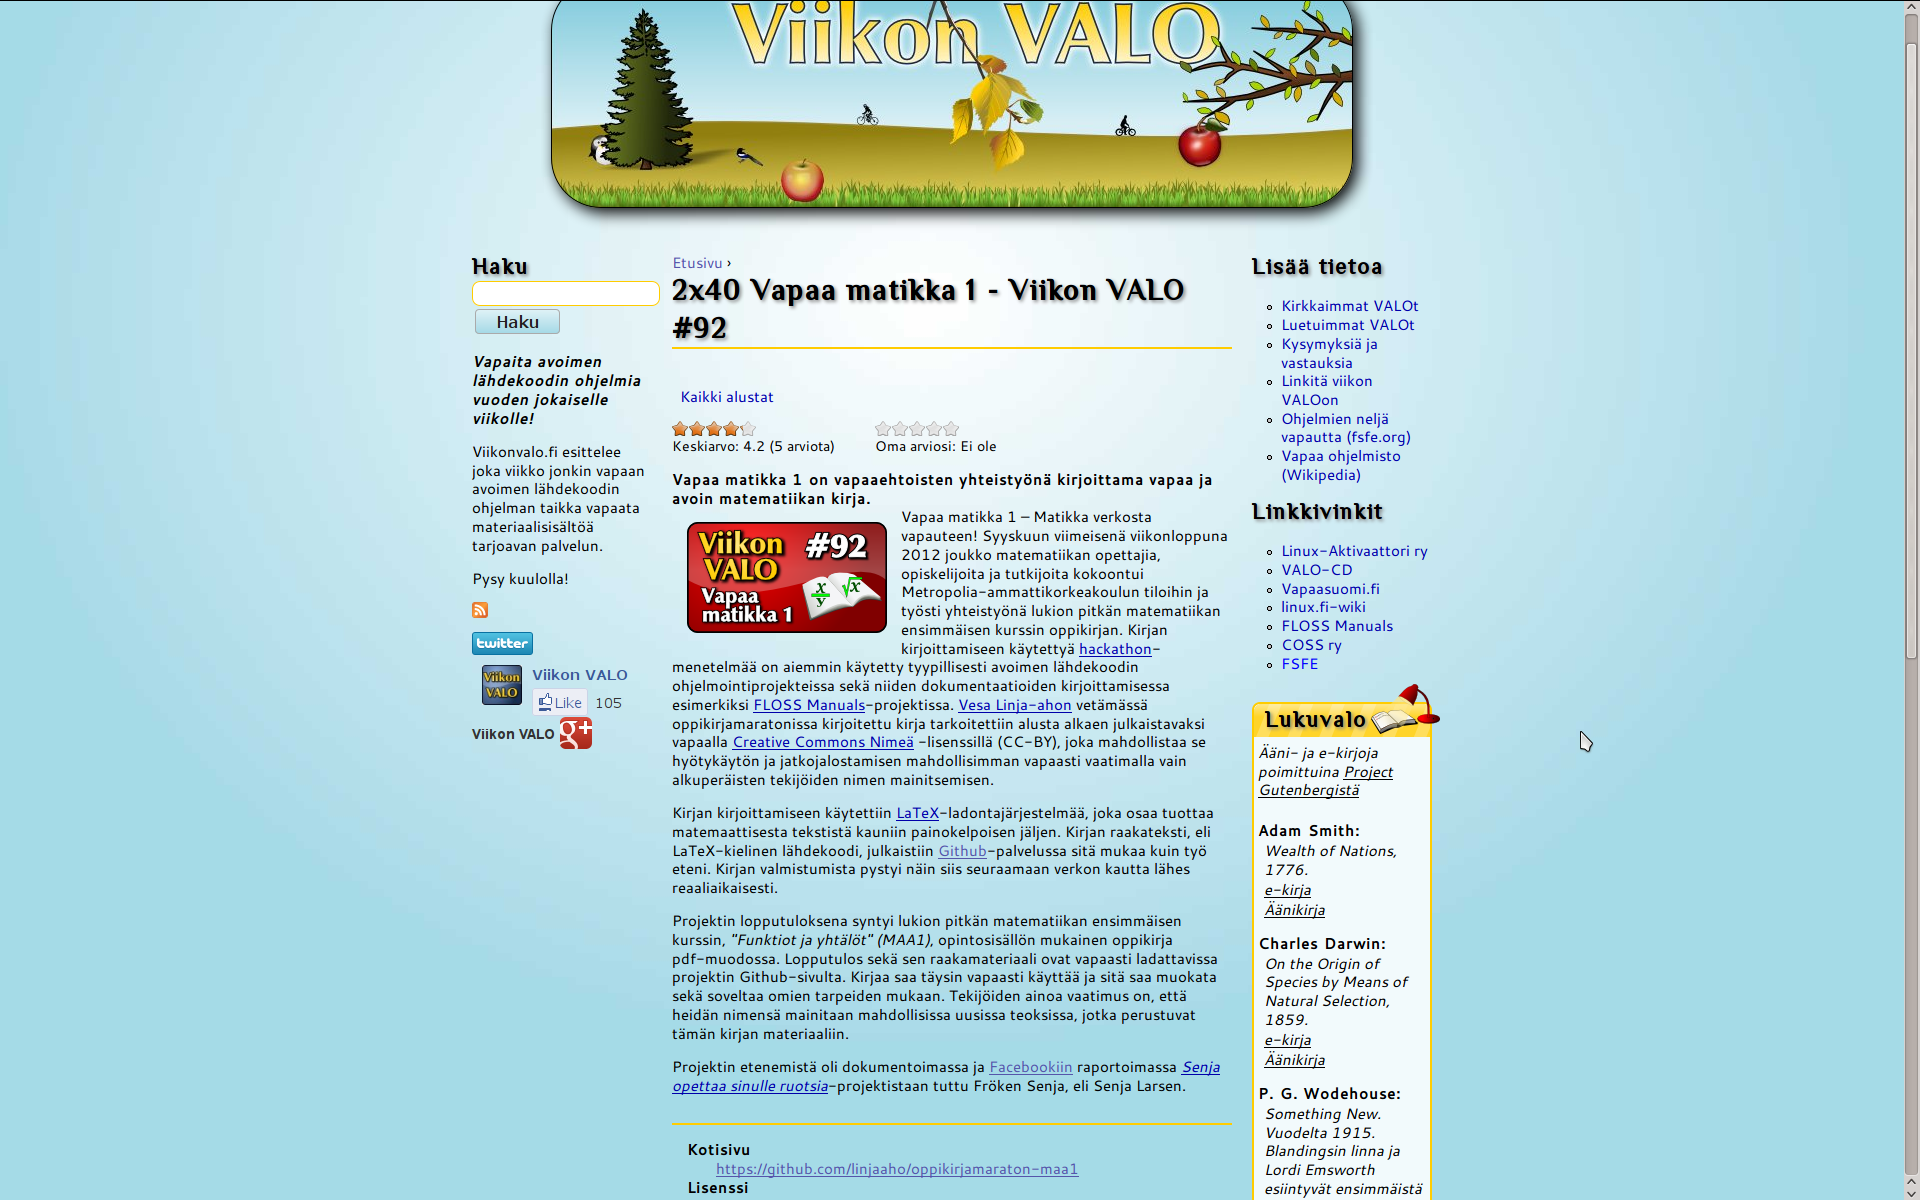 Viikon VALO
Haku
Haku
Vapaita avoimen
lähdekoodin ohjelmia
vuoden jokaiselle
viikolle!
Viikonvalo.fi esittelee
joka viikko jonkin vapaan
avoimen lähdekoodin
ohjelman taikka vapaata
materiaalisisältöä
tarjoavan palvelun.
Pysy kuulolla!
twitter
Viikon
VALO
Viikon VALO
Like 105
Viikon VALO g+
Etusivu ›
2x40 Vapaa matikka 1 - Viikon VALO
#92
Kaikki alustat
Keskiarvo: 4.2 (5 arviota)
Oma arviosi: Ei ole
Vapaa matikka 1 on vapaaehtoisten yhteistyönä kirjoittama vapaa ja
avoin matematiikan kirja.
Viikon #92
VALO
Vapaa
matikka 1
x
y
√x
Vapaa matikka 1 – Matikka verkosta
vapauteen! Syyskuun viimeisenä viikonloppuna
2012 joukko matematiikan opettajia,
opiskelijoita ja tutkijoita kokoontui
Metropolia-ammattikorkeakoulun tiloihin ja
työsti yhteistyönä lukion pitkän matematiikan
ensimmäisen kurssin oppikirjan. Kirjan
kirjoittamiseen käytettyä hackathon-
menetelmää on aiemmin käytetty tyypillisesti avoimen lähdekoodin
ohjelmointiprojekteissa sekä niiden dokumentaatioiden kirjoittamisessa
esimerkiksi FLOSS Manuals-projektissa. Vesa Linja-ahon vetämässä
oppikirjamaratonissa kirjoitettu kirja tarkoitettiin alusta alkaen julkaistavaksi
vapaalla Creative Commons Nimeä -lisenssillä (CC-BY), joka mahdollistaa se
hyötykäytön ja jatkojalostamisen mahdollisimman vapaasti vaatimalla vain
alkuperäisten tekijöiden nimen mainitsemisen.
Kirjan kirjoittamiseen käytettiin LaTeX-ladontajärjestelmää, joka osaa tuottaa
matemaattisesta tekstistä kauniin painokelpoisen jäljen. Kirjan raakateksti, eli
LaTeX-kielinen lähdekoodi, julkaistiin Github-palvelussa sitä mukaa kuin työ
eteni. Kirjan valmistumista pystyi näin siis seuraamaan verkon kautta lähes
reaaliaikaisesti.
Projektin lopputuloksena syntyi lukion pitkän matematiikan ensimmäisen
kurssin, "Funktiot ja yhtälöt" (MAA1), opintosisällön mukainen oppikirja
pdf-muodossa. Lopputulos sekä sen raakamateriaali ovat vapaasti ladattavissa
projektin Github-sivulta. Kirjaa saa täysin vapaasti käyttää ja sitä saa muokata
sekä soveltaa omien tarpeiden mukaan. Tekijöiden ainoa vaatimus on, että
heidän nimensä mainitaan mahdollisissa uusissa teoksissa, jotka perustuvat
tämän kirjan materiaaliin.
Projektin etenemistä oli dokumentoimassa ja Facebookiin raportoimassa Senja
opettaa sinulle ruotsia-projektistaan tuttu Fröken Senja, eli Senja Larsen.
Kotisivu
https://github.com/linjaaho/oppikirjamaraton-maa1
Lisenssi
Lisää tietoa
Kirkkaimmat VALOt
Luetuimmat VALOt
Kysymyksiä ja
vastauksia
Linkitä viikon
VALOon
Ohjelmien neljä
vapautta (fsfe.org)
Vapaa ohjelmisto
(Wikipedia)
Linkkivinkit
Linux-Aktivaattori ry
VALO-CD
Vapaasuomi.fi
linux.fi-wiki
FLOSS Manuals
COSS ry
FSFE
Lukuvalo
Ääni- ja e-kirjoja
poimittuina Project
Gutenbergistä
Adam Smith:
Wealth of Nations,
1776.
e-kirja
Äänikirja
Charles Darwin:
On the Origin of
Species by Means of
Natural Selection,
1859.
e-kirja
Äänikirja
P. G. Wodehouse:
Something New.
Vuodelta 1915.
Blandingsin linna ja
Lordi Emsworth
esiintyvät ensimmäistä